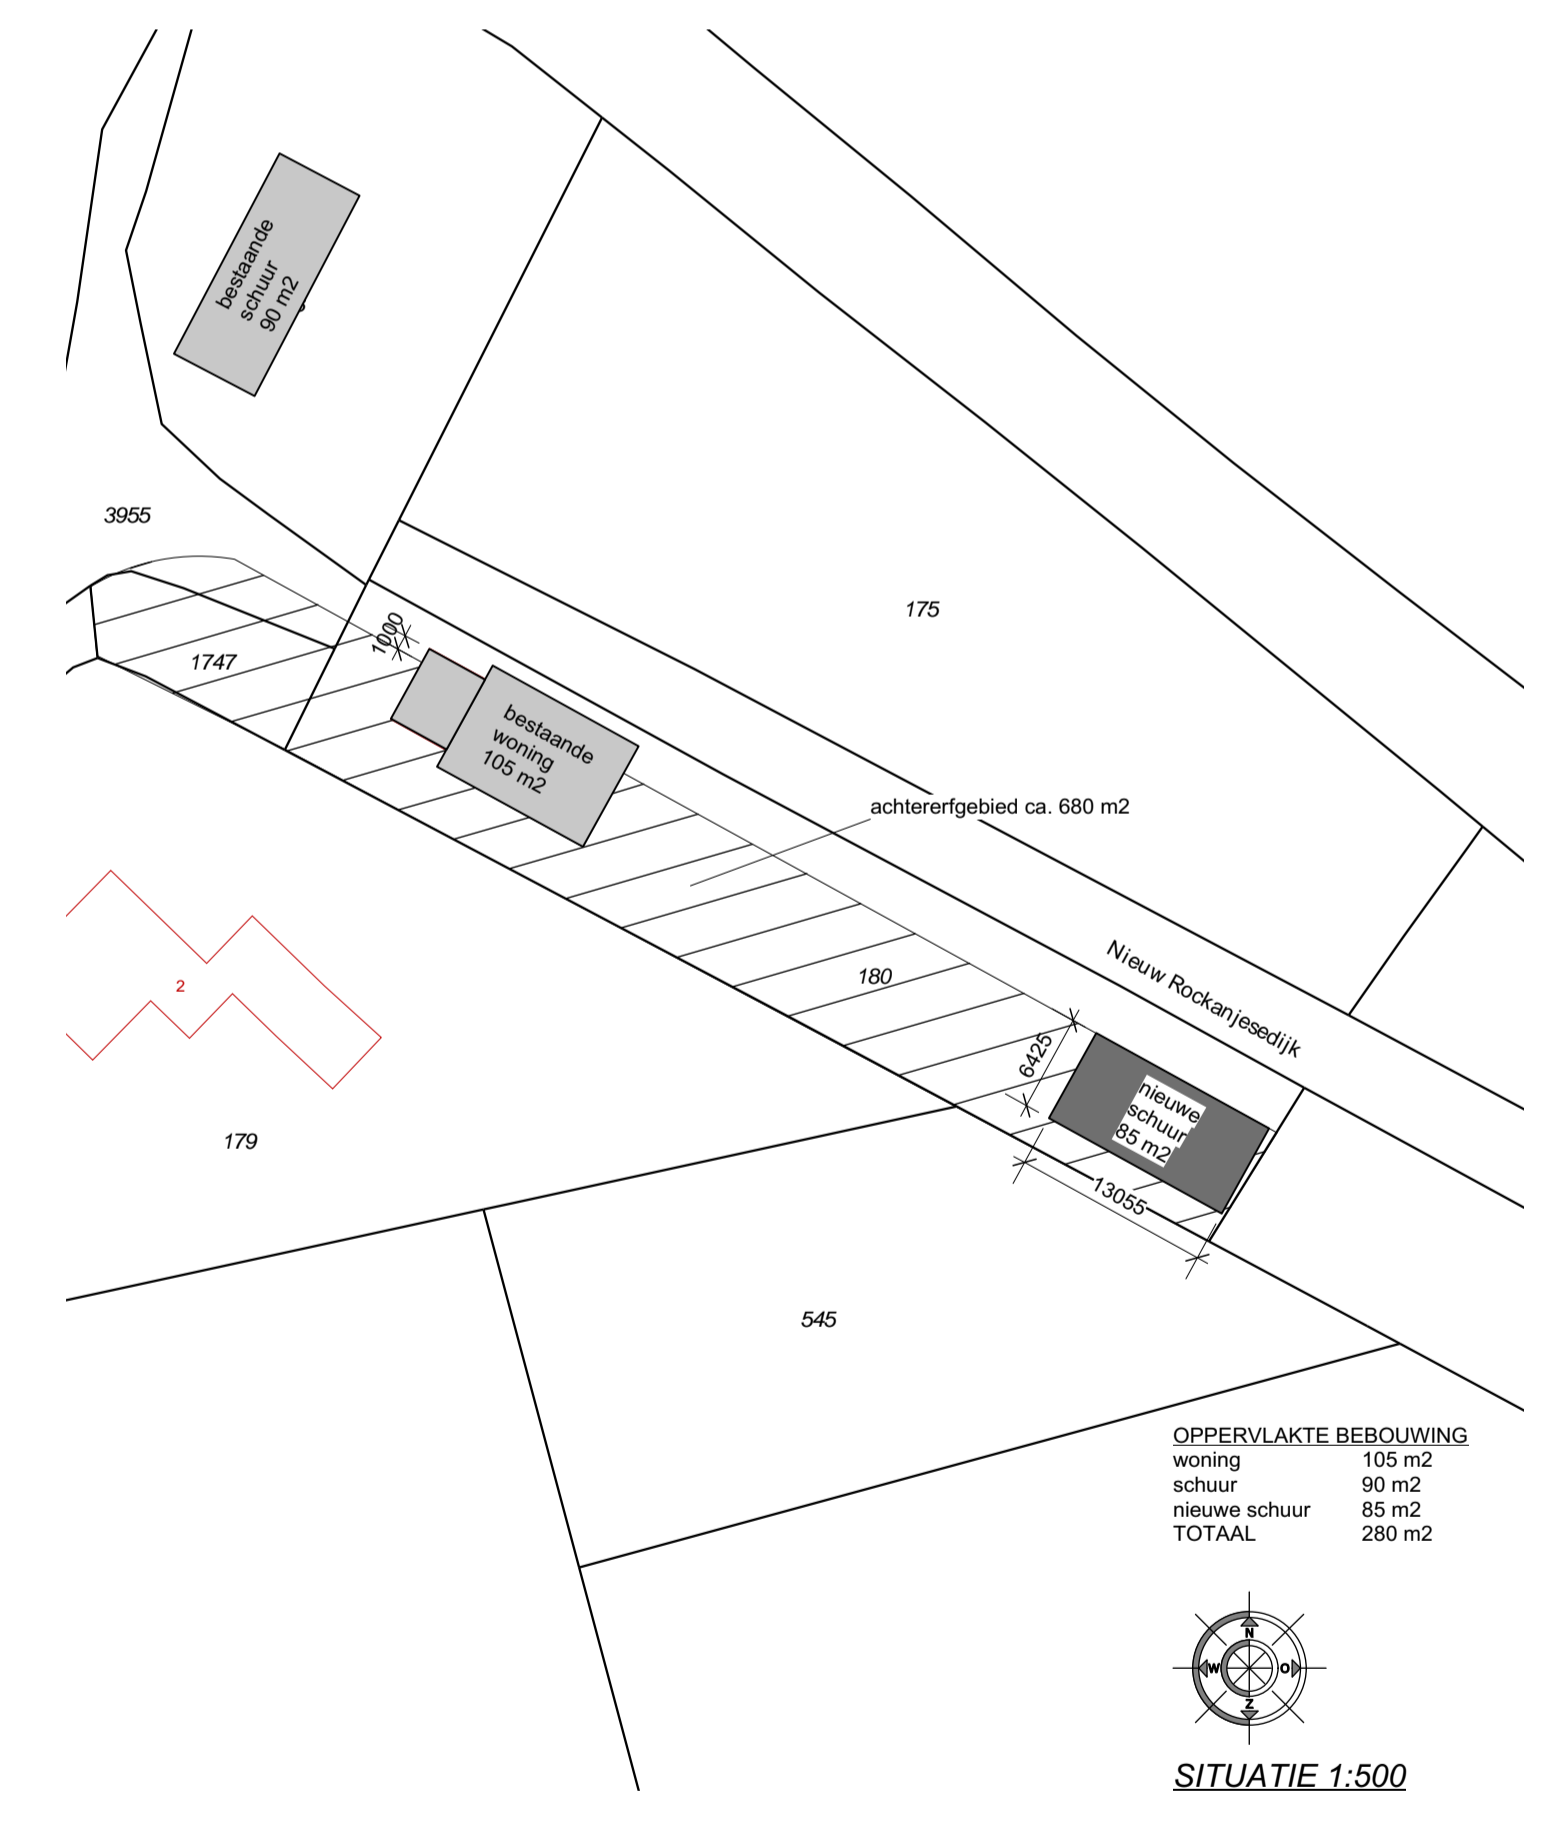 bestaande
schuur
90 m2
3955
1747
1000
bestaande
woning
105 m2
175
achtererfgebied ca. 680 m2
Nieuw Rockanjesedijk
180
2
6425
nieuwe
schuur
85 m2
13055
179
545
OPPERVLAKTE BEBOUWING
woning 105 m2
schuur 90 m2
nieuwe schuur 85 m2
TOTAAL 280 m2
N
W O
Z
SITUATIE 1:500